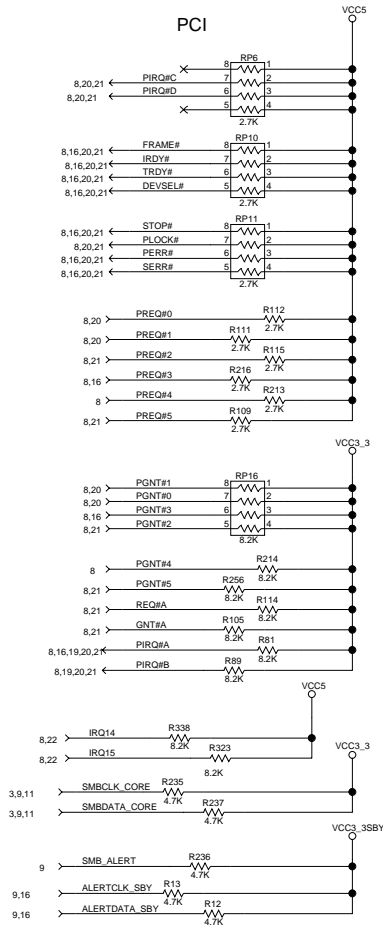 PCI
VCC5
RP6
8 1
8,20,21 PIRQ#C 7 2
8,20,21 PIRQ#D 6 3
5 4
2.7K
RP10
8,16,20,21 FRAME# 8 1
8,16,20,21 IRDY# 7 2
8,16,20,21 TRDY# 6 3
8,16,20,21 DEVSEL# 5 4
2.7K
RP11
8,16,20,21 STOP# 8 1
8,20,21 PLOCK# 7 2
8,16,20,21 PERR# 6 3
8,16,20,21 SERR# 5 4
2.7K
8,20 PREQ#0 R112 2.7K
8,20 PREQ#1 R111 2.7K
8,21 PREQ#2 R115 2.7K
8,16 PREQ#3 R216 2.7K
8 PREQ#4 R213 2.7K
8,21 PREQ#5 R109 2.7K
VCC3_3
RP16
8,20 PGNT#1 8 1
8,20 PGNT#0 7 2
8,16 PGNT#3 6 3
8,21 PGNT#2 5 4
8.2K
8 PGNT#4 R214 8.2K
8,21 PGNT#5 R256 8.2K
8,21 REQ#A R114 8.2K
8,21 GNT#A R105 8.2K
8,16,19,20,21 PIRQ#A R81 8.2K
8,19,20,21 PIRQ#B R89 8.2K
VCC5
8,22 IRQ14 R338 8.2K
8,22 IRQ15 R323 8.2K
VCC3_3
3,9,11 SMBCLK_CORE R235 4.7K
3,9,11 SMBDATA_CORE R237 4.7K
VCC3_3SBY
9 SMB_ALERT R236 4.7K
9,16 ALERTCLK_SBY R13 4.7K
9,16 ALERTDATA_SBY R12 4.7K